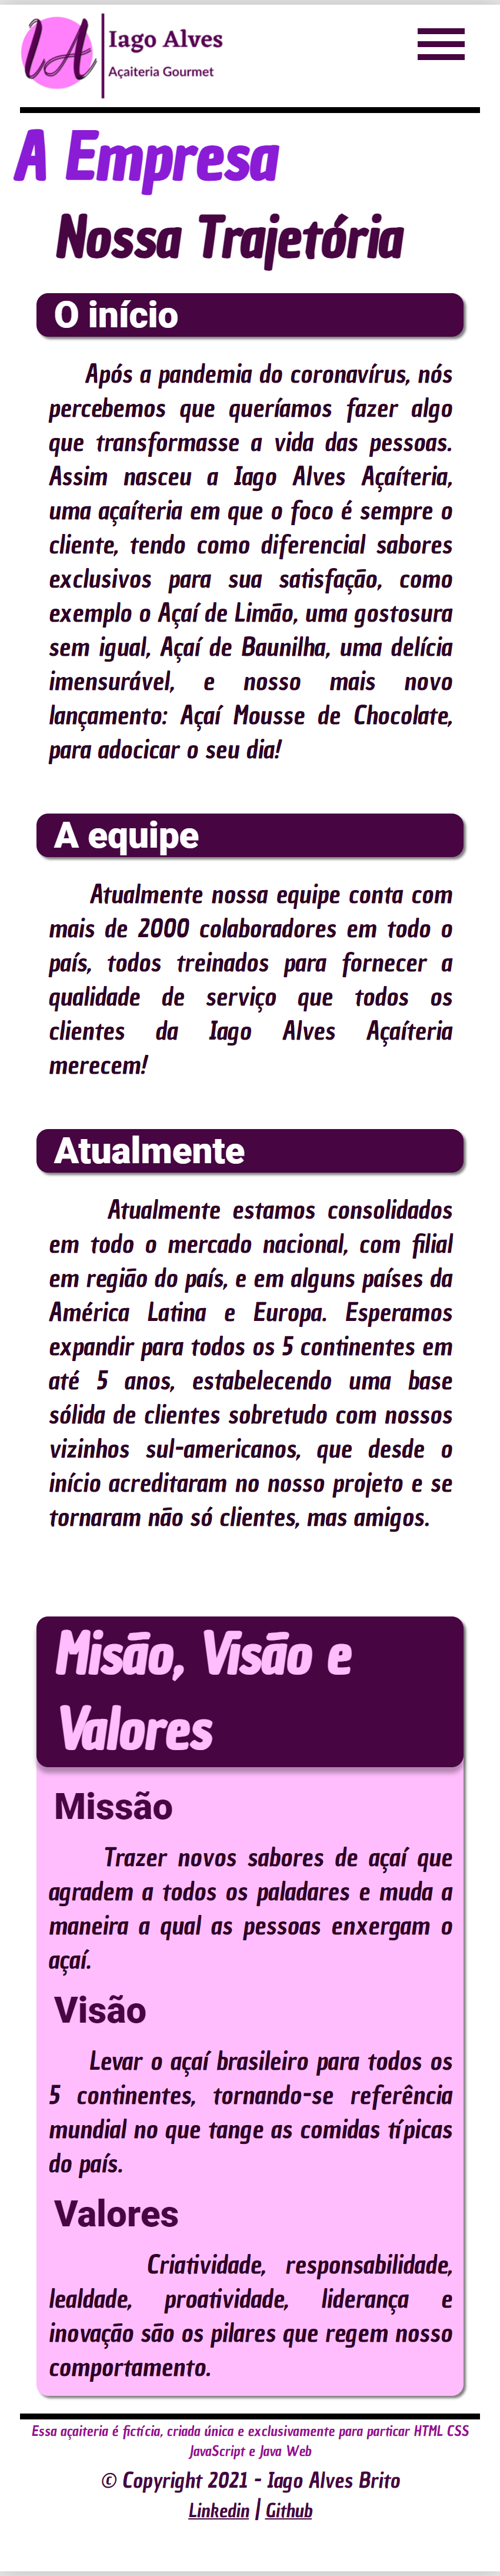 IA
Iago Alves
Açaiteria Gourmet
A Empresa
Nossa Trajetória
O início
Após a pandemia do coronavírus, nós
percebemos que queríamos fazer algo
que transformasse a vida das pessoas.
Assim nasceu a Iago Alves Açaíteria,
uma açaíteria em que o foco é sempre o
cliente, tendo como diferencial sabores
exclusivos para sua satisfação, como
exemplo o Açaí de Limão, uma gostosura
sem igual, Açaí de Baunilha, uma delícia
imensurável, e nosso mais novo
lançamento: Açaí Mousse de Chocolate,
para adocicar o seu dia!
A equipe
Atualmente nossa equipe conta com
mais de 2000 colaboradores em todo o
país, todos treinados para fornecer a
qualidade de serviço que todos os
clientes da Iago Alves Açaíteria
merecem!
Atualmente
Atualmente estamos consolidados
em todo o mercado nacional, com filial
em região do país, e em alguns países da
América Latina e Europa. Esperamos
expandir para todos os 5 continentes em
até 5 anos, estabelecendo uma base
sólida de clientes sobretudo com nossos
vizinhos sul-americanos, que desde o
início acreditaram no nosso projeto e se
tornaram não só clientes, mas amigos.
Misão, Visão e
Valores
Missão
Trazer novos sabores de açaí que
agradem a todos os paladares e muda a
maneira a qual as pessoas enxergam o
açaí.
Visão
Levar o açaí brasileiro para todos os
5 continentes, tornando-se referência
mundial no que tange as comidas típicas
do país.
Valores
Criatividade, responsabilidade,
lealdade, proatividade, liderança e
inovação são os pilares que regem nosso
comportamento.
Essa açaiteria é fictícia, criada única e exclusivamente para particar HTML CSS
JavaScript e Java Web
© Copyright 2021 - Iago Alves Brito
Linkedin | Github